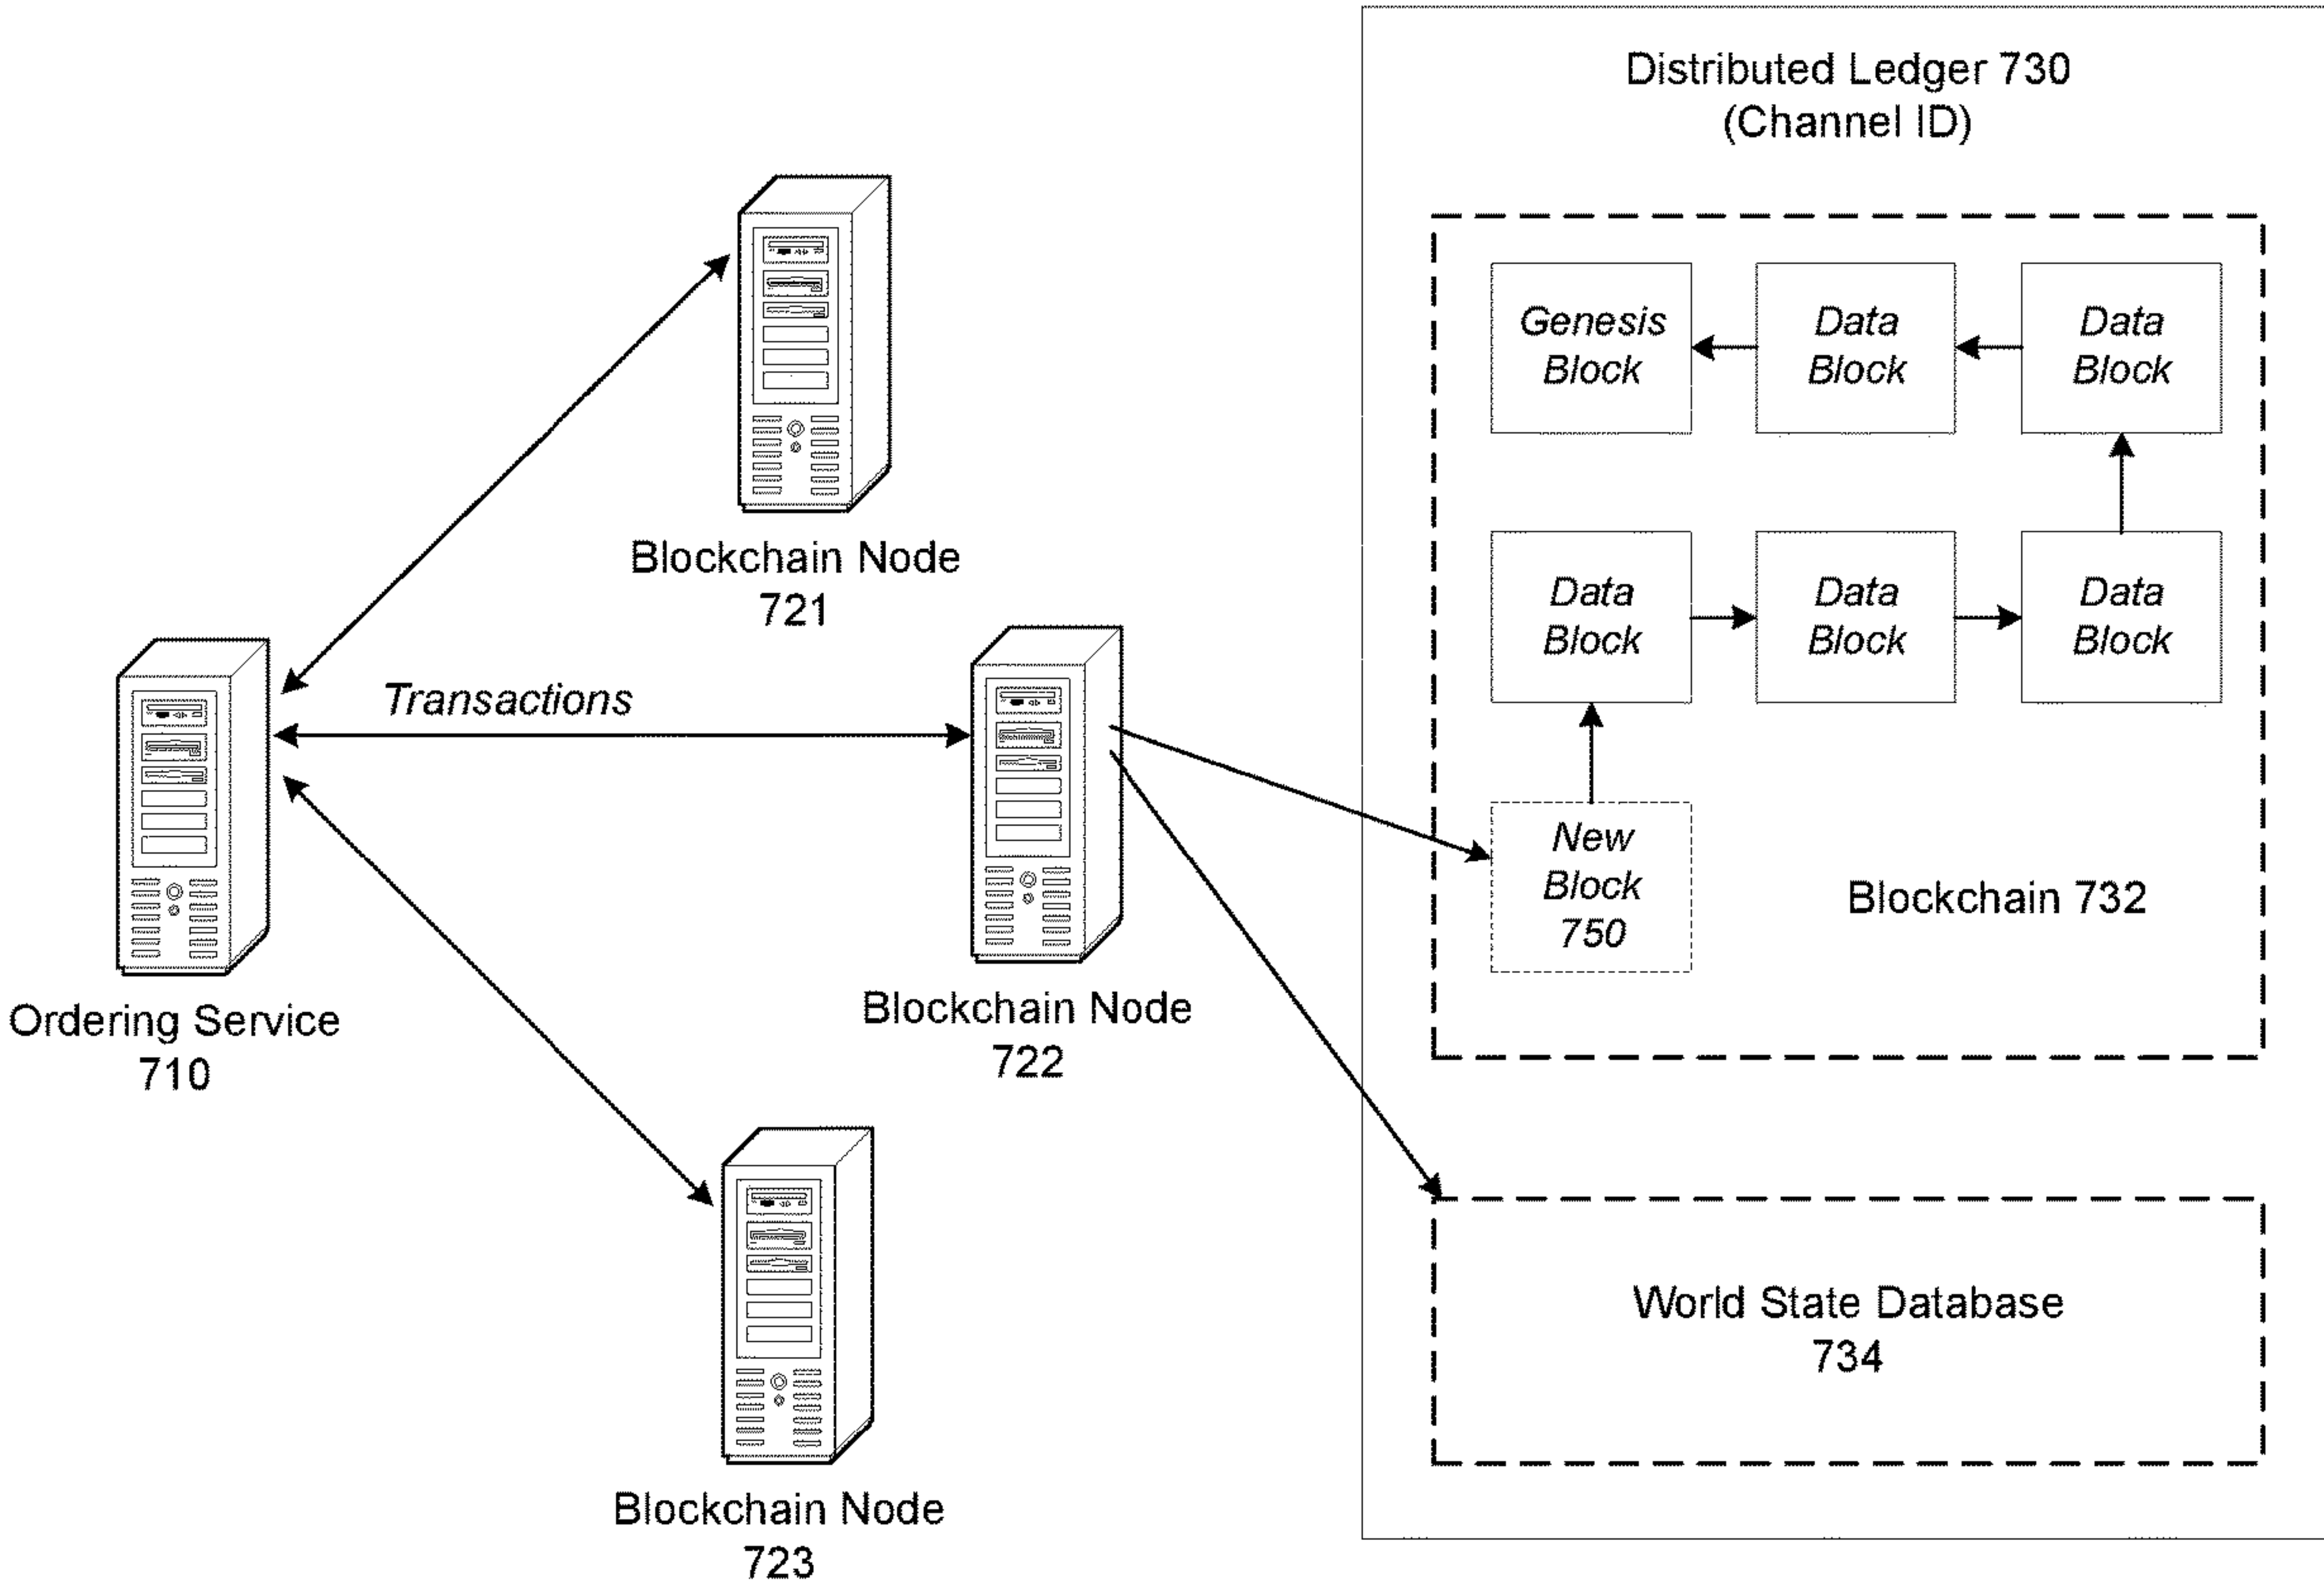 Distributed Ledger 730
(Channel ID)
Genesis
Block
Data
Block
Data
Block
Blockchain Node
721
Data
Block
Data
Block
Data
Block
Transactions
New
Block
750
Blockchain 732
Ordering Service
710
Blockchain Node
722
World State Database
734
Blockchain Node
723